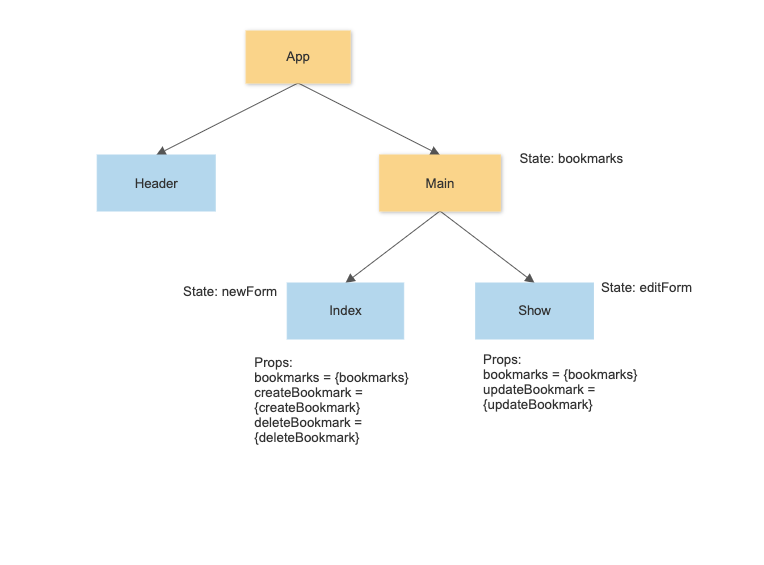 App
Header
Main
State: bookmarks
State: newForm
Index
Show
State: editForm
Props:
bookmarks = {bookmarks}
createBookmark =
{createBookmark}
deleteBookmark =
{deleteBookmark}
Props:
bookmarks = {bookmarks}
updateBookmark =
{updateBookmark}